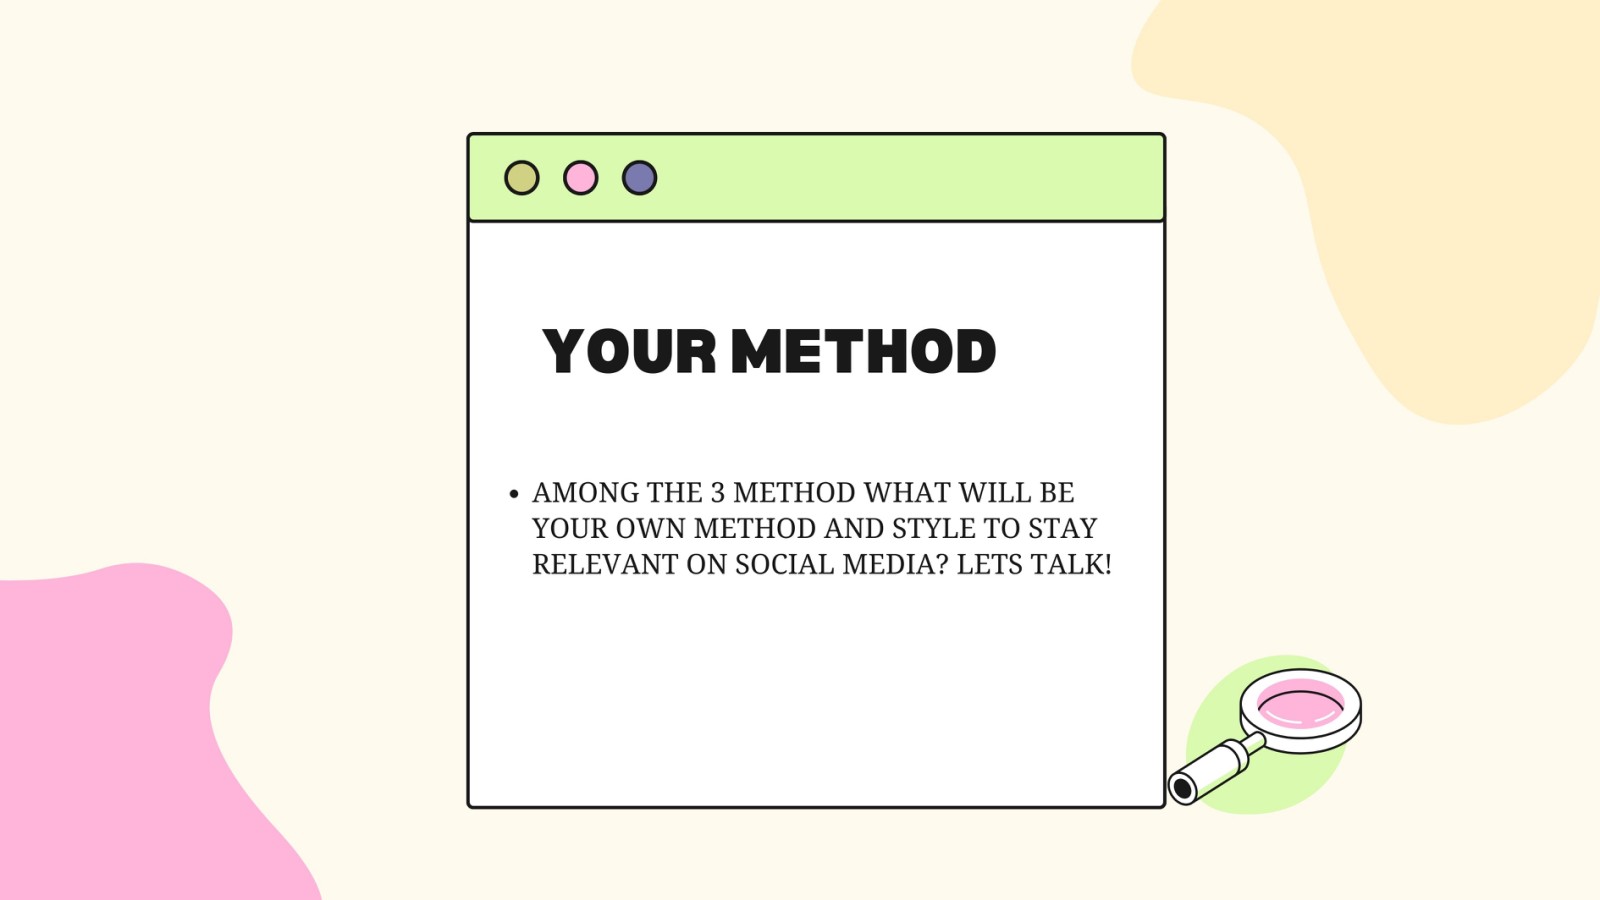 YOUR METHOD
• AMONG THE 3 METHOD WHAT WILL BE
YOUR OWN METHOD AND STYLE TO STAY
RELEVANT ON SOCIAL MEDIA? LETS TALK!